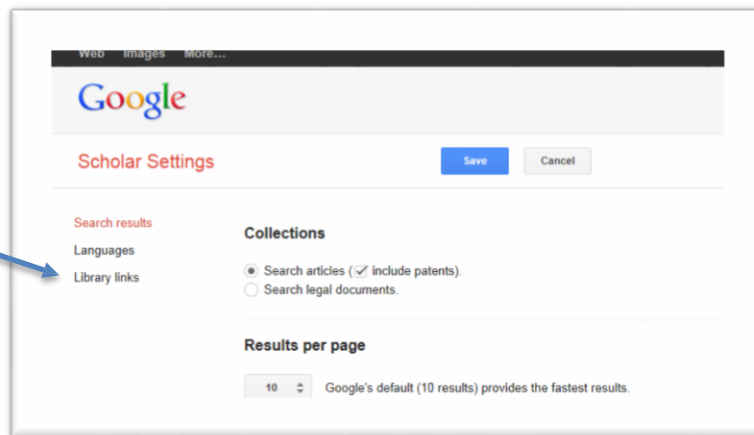 Web Images More...
Google
Scholar Settings
Save Cancel
Search results
Languages
Library links
Collections
Search articles (✓ include patents).
Search legal documents.
Results per page
10 Google's default (10 results) provides the fastest results.